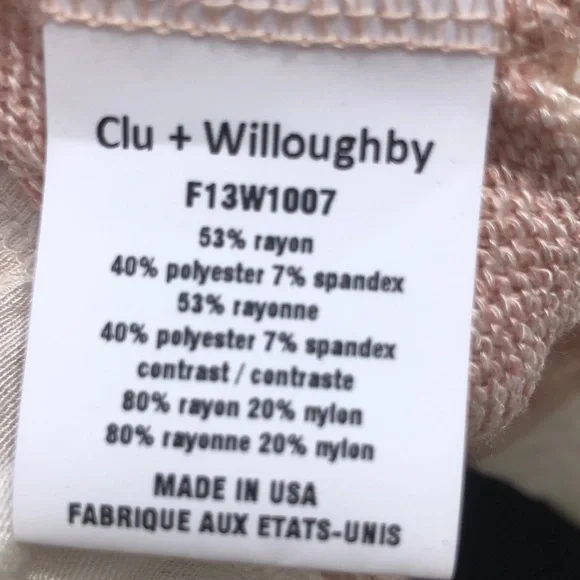 Clu + Willoughby
F13W1007
53% rayon
40% polyester 7% spandex
53% rayonne
40% polyester 7% spandex
contrast / contraste
80% rayon 20% nylon
80% rayonne 20% nylon
MADE IN USA
FABRIQUE AUX ETATS-UNIS